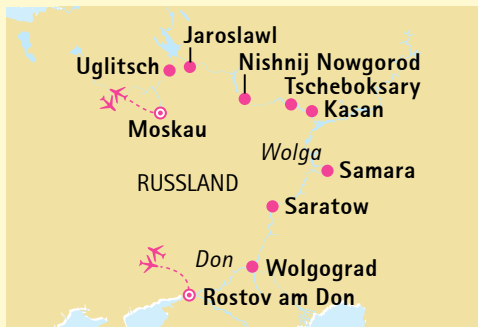 Jaroslawl
Uglitsch
Nishnij Nowgorod
Tscheboksary
Kasan
Moskau
Wolga
Samara
RUSSLAND
Saratow
Don
Wolgograd
Rostov am Don